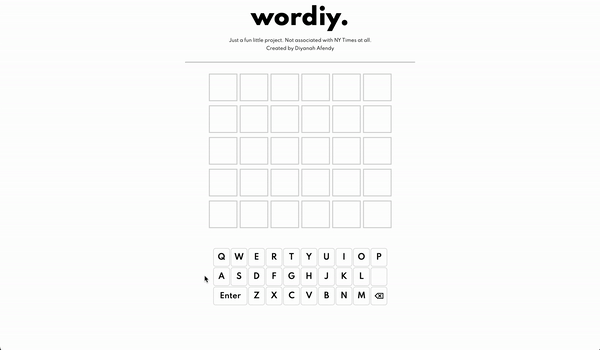 wordiy.
Just a fun little project. Not associated with NY Times at all.
Created by Diyanah Afendy
Q W E R T Y U I O P
A S D F G H J K L
Enter Z X C V B N M